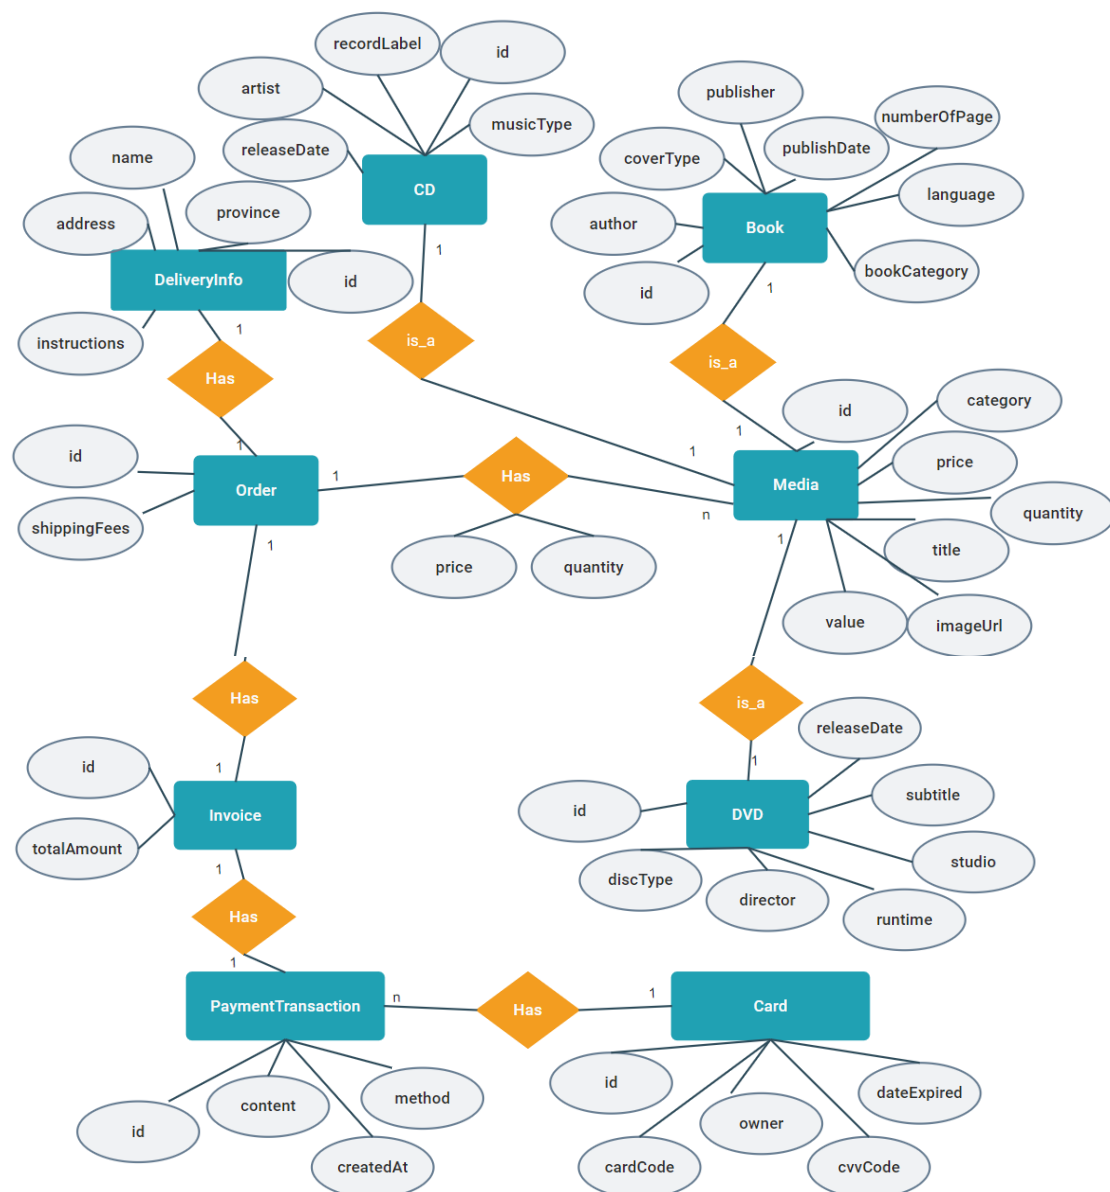 recordLabel
id
artist
musicType
releaseDate
CD
publisher
numberOfPage
coverType
publishDate
language
author
Book
bookCategory
id
name
address
province
DeliveryInfo
id
instructions
1
1
1
is_a
is_a
Has
1
1
id
category
id
1
1
price
Order
1
Has
Media
n
quantity
shippingFees
1
1
title
price
quantity
value
imageUrl
Has
is_a
releaseDate
id
1
1
subtitle
id
Invoice
DVD
totalAmount
1
studio
discType
director
runtime
Has
1
PaymentTransaction
n
Has
1
Card
id
content
method
createdAt
id
cardCode
owner
cvvCode
dateExpired